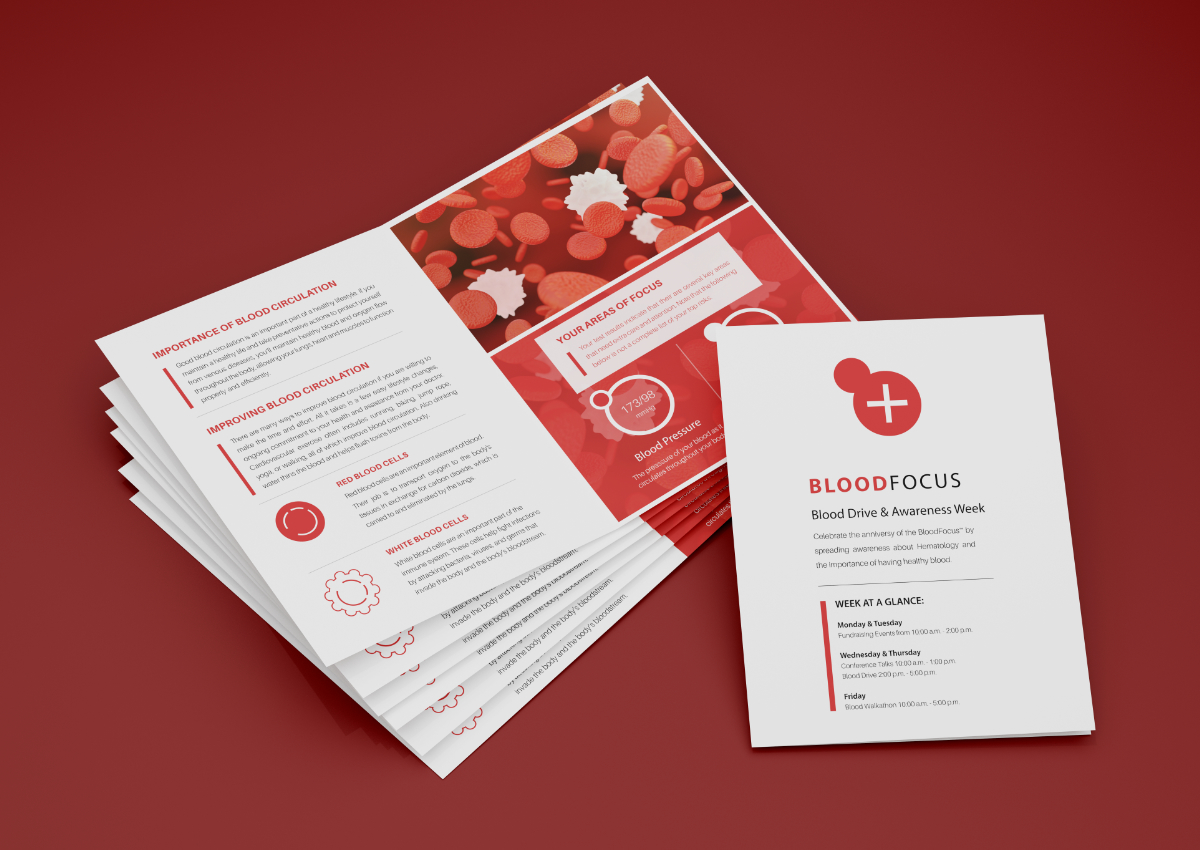 IMPORTANCE OF BLOOD CIRCULATION
Good blood circulation is an important part of a healthy lifestyle. If you
maintain a healthy life and take preventative actions to protect yourself
from venous diseases, you'll maintain healthy blood and oxygen flow
throughout the body, allowing your lungs, heart and muscles to function
properly and efficiently.
IMPROVING BLOOD CIRCULATION
There are many ways to improve blood circulation if you are willing to
make the time and effort. All it takes is a few easy lifestyle changes,
ongoing commitment to your health and assistance from your doctor.
Cardiovascular exercise often includes running, biking, jump rope,
yoga, or walking, all of which improve blood circulation. Also drinking
water thins the blood and helps flush toxins from the body.
RED BLOOD CELLS
Red blood cells are an important element of blood.
Their job is to transport oxygen to the body's
tissues in exchange for carbon dioxide, which is
carried to and eliminated by the lungs.
WHITE BLOOD CELLS
White blood cells are an important part of the
immune system. These cells help fight infections
by attacking bacteria, viruses, and germs that
invade the body and the body's bloodstream.
YOUR AREAS OF FOCUS
Your test results indicate that their are several key areas
that need extra care and attention. Note that the following
below is not a complete list of your top risks.
173/98
mmHg
Blood Pressure
The pressure of your blood as it
circulates throughout your body
by attacking
invade the body and the body's bloodstream.
invade the body and the body's bloodstream.
invade the body and the body's bloodstream.
invade the body and the body's bloodstream.
invade the body and the body's bloodstream.
BLOODFOCUS
Blood Drive & Awareness Week
Celebrate the anniversy of the BloodFocus™ by
spreading awareness about Hematology and
the importance of having healthy blood.
WEEK AT A GLANCE:
Monday & Tuesday
Fundraising Events from 10:00 a.m. - 2:00 p.m.
Wednesday & Thursday
Conference Talks 10:00 a.m. - 1:00 p.m.
Blood Drive 2:00 p.m. - 5:00 p.m.
Friday
Blood Walkathon 10:00 a.m. - 5:00 p.m.